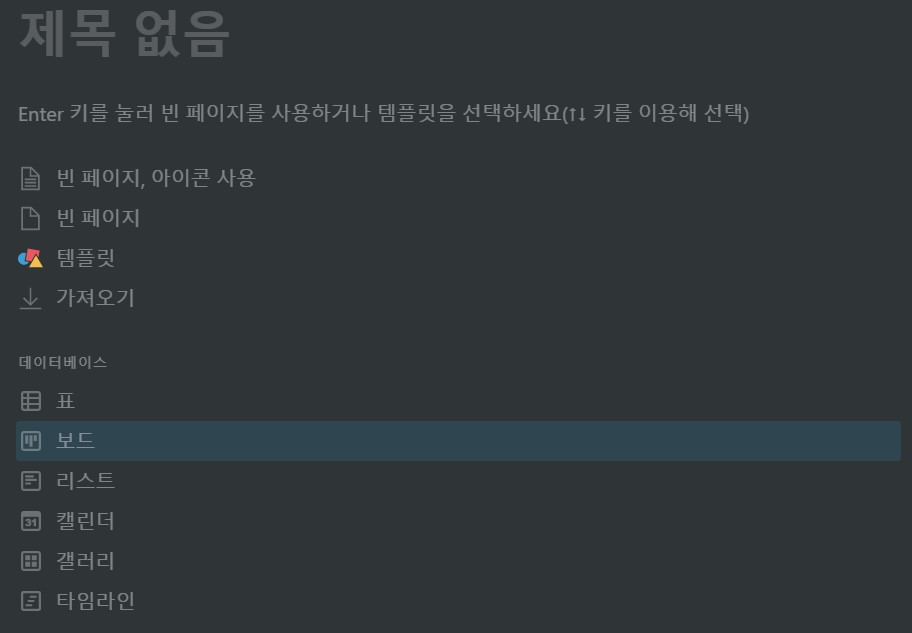 제목 없음
Enter 키를 눌러 빈 페이지를 사용하거나 템플릿을 선택하세요(↑↓ 키를 이용해 선택)
빈 페이지, 아이콘 사용
빈 페이지
템플릿
가져오기
데이터베이스
표
보드
리스트
31 캘린더
갤러리
타임라인